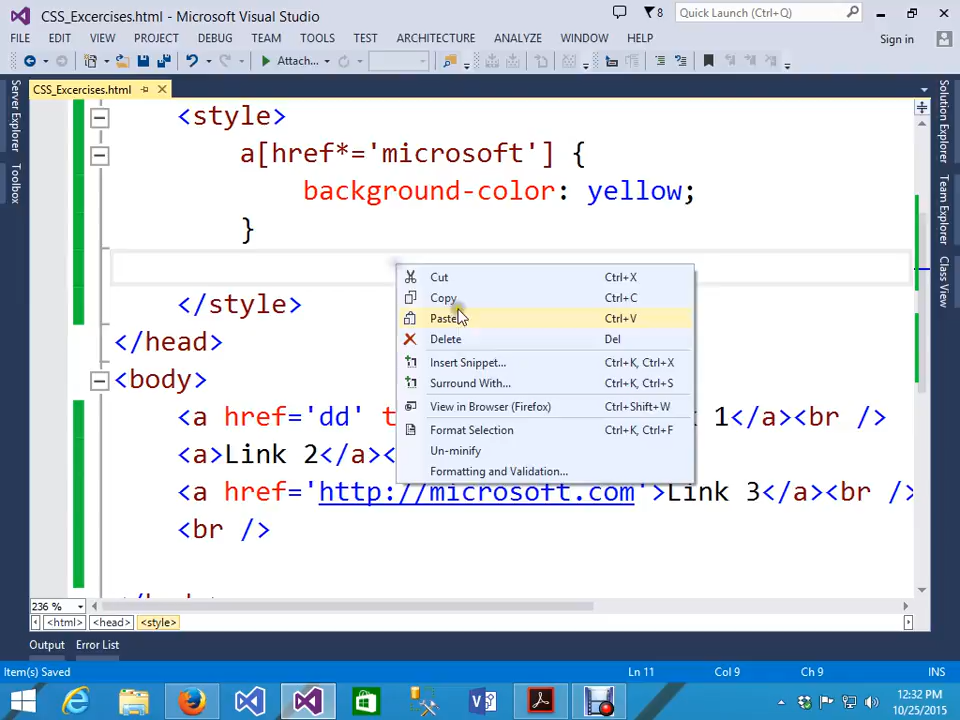 CSS_Excercises.html - Microsoft Visual Studio
8
Quick Launch (Ctrl+Q)
FILE EDIT VIEW PROJECT DEBUG TEAM TOOLS TEST ARCHITECTURE ANALYZE WINDOW HELP
Sign in
Attach...
CSS_Excercises.html
Server Explorer
Toolbox
Solution Explorer
Team Explorer
Class View
<style>
a[href*='microsoft'] {
background-color: yellow;
}
</style>
</head>
<body>
<a href='dd' t k 1</a><br />
<a>Link 2</a><
<a href='http://microsoft.com'>Link 3</a><br />
<br />
Cut Ctrl+X
Copy Ctrl+C
Paste Ctrl+V
Delete Del
Insert Snippet... Ctrl+K, Ctrl+X
Surround With... Ctrl+K, Ctrl+S
View in Browser (Firefox) Ctrl+Shift+W
Format Selection Ctrl+K, Ctrl+F
Un-minify
Formatting and Validation...
236 %
<html> <head> <style>
Output Error List
Item(s) Saved Ln 11 Col 9 Ch 9 INS
12:32 PM
10/25/2015